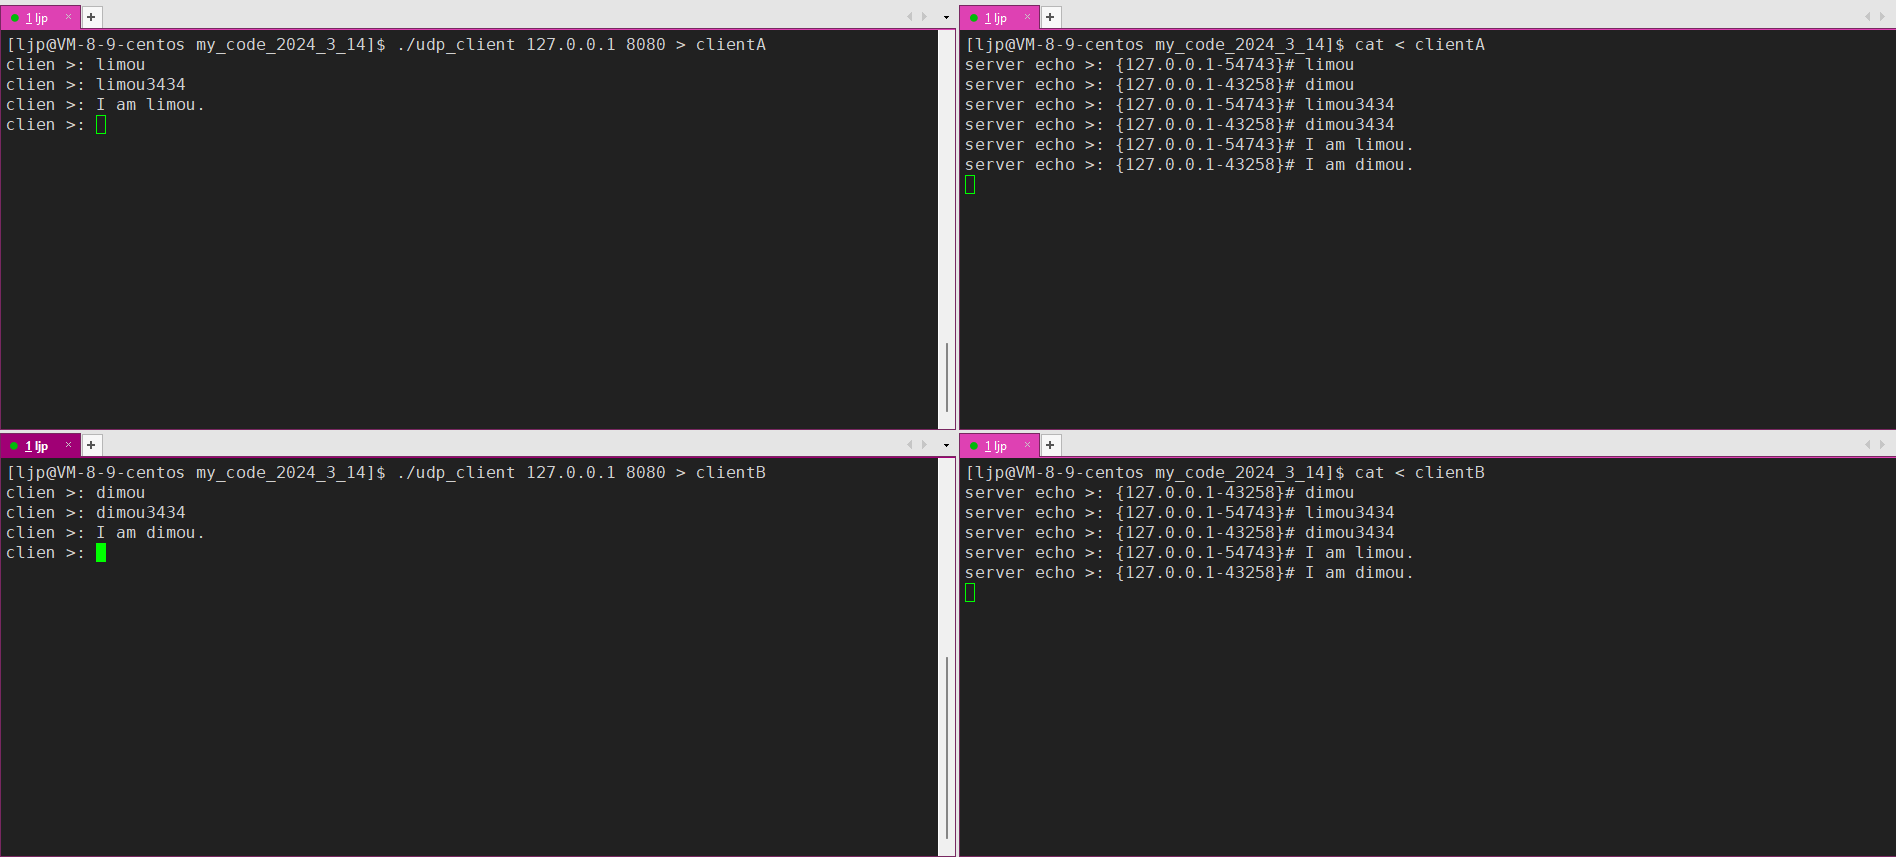 1 ljp × +
[ljp@VM-8-9-centos my_code_2024_3_14]$ ./udp_client 127.0.0.1 8080 > clientA
clien >: limou
clien >: limou3434
clien >: I am limou.
clien >:
1 ljp × +
[ljp@VM-8-9-centos my_code_2024_3_14]$ cat < clientA
server echo >: {127.0.0.1-54743}# limou
server echo >: {127.0.0.1-43258}# dimou
server echo >: {127.0.0.1-54743}# limou3434
server echo >: {127.0.0.1-43258}# dimou3434
server echo >: {127.0.0.1-54743}# I am limou.
server echo >: {127.0.0.1-43258}# I am dimou.
1 ljp × +
[ljp@VM-8-9-centos my_code_2024_3_14]$ ./udp_client 127.0.0.1 8080 > clientB
clien >: dimou
clien >: dimou3434
clien >: I am dimou.
clien >:
1 ljp × +
[ljp@VM-8-9-centos my_code_2024_3_14]$ cat < clientB
server echo >: {127.0.0.1-43258}# dimou
server echo >: {127.0.0.1-54743}# limou3434
server echo >: {127.0.0.1-43258}# dimou3434
server echo >: {127.0.0.1-54743}# I am limou.
server echo >: {127.0.0.1-43258}# I am dimou.